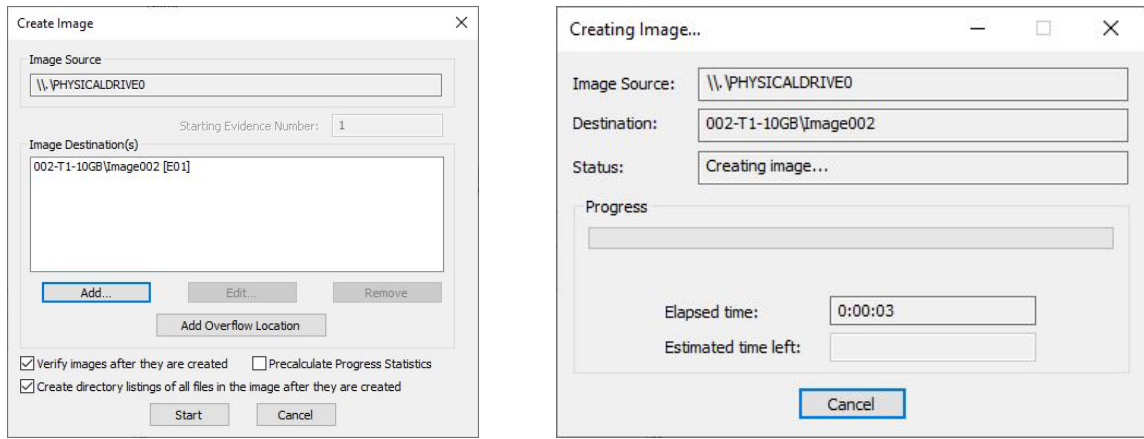 Create Image
Image Source
\\.\PHYSICALDRIVE0
Starting Evidence Number: 1
Image Destination(s)
002-T1-10GB\Image002 [E01]
Add... Edit... Remove
Add Overflow Location
Verify images after they are created Precalculate Progress Statistics
Create directory listings of all files in the image after they are created
Start Cancel
Creating Image...
Image Source: \\.\PHYSICALDRIVE0
Destination: 002-T1-10GB\Image002
Status: Creating image...
Progress
Elapsed time: 0:00:03
Estimated time left:
Cancel